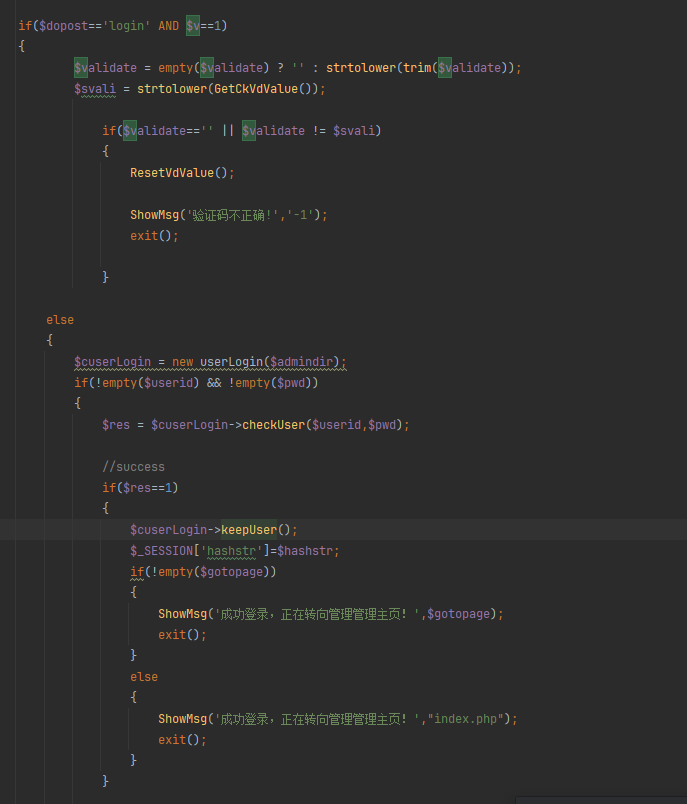 if($dopost=='login' AND $v==1)
{
$validate = empty($validate) ? '' : strtolower(trim($validate));
$svali = strtolower(GetCkVdValue());
if($validate=='' || $validate != $svali)
{
ResetVdValue();
ShowMsg('验证码不正确!','-1');
exit();
}
else
{
$cuserLogin = new userLogin($admindir);
if(!empty($userid) && !empty($pwd))
{
$res = $cuserLogin->checkUser($userid,$pwd);
//success
if($res==1)
{
$cuserLogin->keepUser();
$_SESSION['hashstr']=$hashstr;
if(!empty($gotopage))
{
ShowMsg('成功登录，正在转向管理管理主页！',$gotopage);
exit();
}
else
{
ShowMsg('成功登录，正在转向管理管理主页！',"index.php");
exit();
}
}